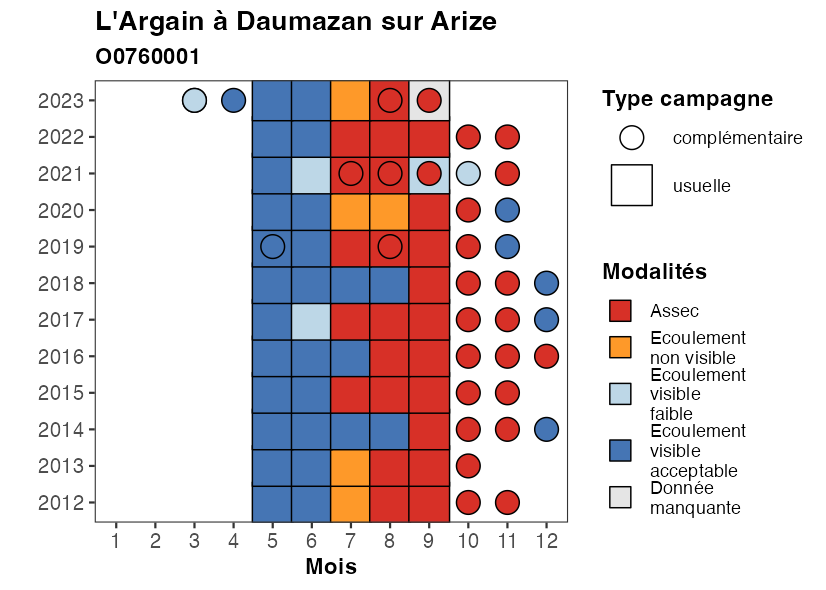 L'Argain à Daumazan sur Arize
O0760001
2023
2022
2021
2020
2019
2018
2017
2016
2015
2014
2013
2012
1 2 3 4 5 6 7 8 9 10 11 12
Mois
Type campagne
complémentaire
usuelle
Modalités
Assec
Ecoulement
non visible
Ecoulement
visible
faible
Ecoulement
visible
acceptable
Donnée
manquante